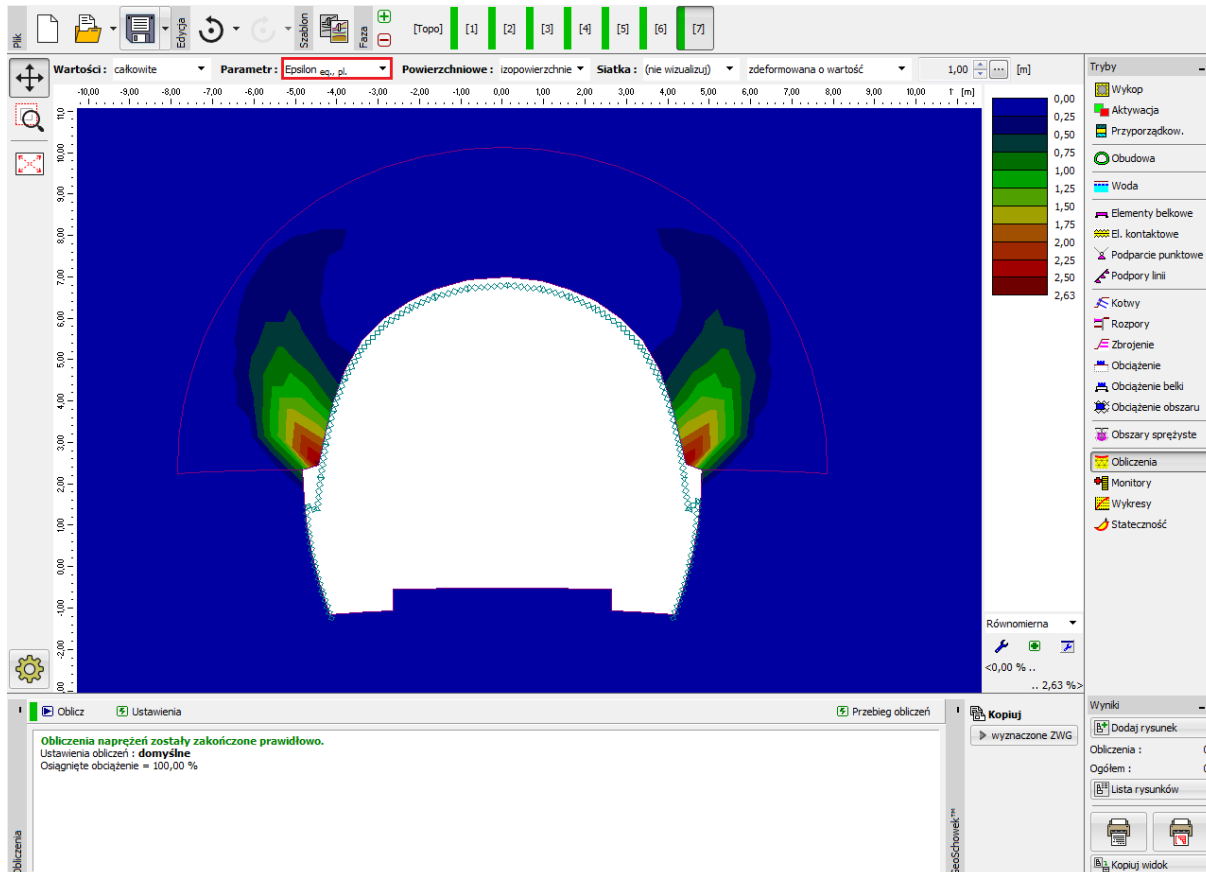 Plik
Edycja
Szablon
Faza
[Topo] [1] [2] [3] [4] [5] [6] [7]
Wartości : całkowite Parametr : Epsilon eq., pl. Powierzchniowe : izopowierzchnie Siatka : (nie wizualizuj) zdeformowana o wartość 1,00 ... [m]
-10,00 -9,00 -8,00 -7,00 -6,00 -5,00 -4,00 -3,00 -2,00 -1,00 0,00 1,00 2,00 3,00 4,00 5,00 6,00 7,00 8,00 9,00 10,00 [m]
10,00
9,00
8,00
7,00
6,00
5,00
4,00
3,00
2,00
1,00
0,00
-1,00
-2,00
0,00
0,25
0,50
0,75
1,00
1,25
1,50
1,75
2,00
2,25
2,50
2,63
Równomierna
<0,00 % ..
.. 2,63 %>
Tryby
Wykop
Aktywacja
Przyporządkow.
Obudowa
Woda
Elementy belkowe
El. kontaktowe
Podparcie punktowe
Podpory linii
Kotwy
Rozpory
Zbrojenie
Obciążenie
Obciążenie belki
Obciążenie obszaru
Obszary sprężyste
Obliczenia
Monitory
Wykresy
Stateczność
Oblicz Ustawienia Przebieg obliczeń
Obliczenia naprężeń zostały zakończone prawidłowo.
Ustawienia obliczeń : domyślne
Osiągnięte obciążenie = 100,00 %
Obliczenia
GeoSchowek™
Kopiuj
wyznaczone ZWG
Wyniki
Dodaj rysunek
Obliczenia : 0
Ogółem : 0
Lista rysunków
Kopiuj widok